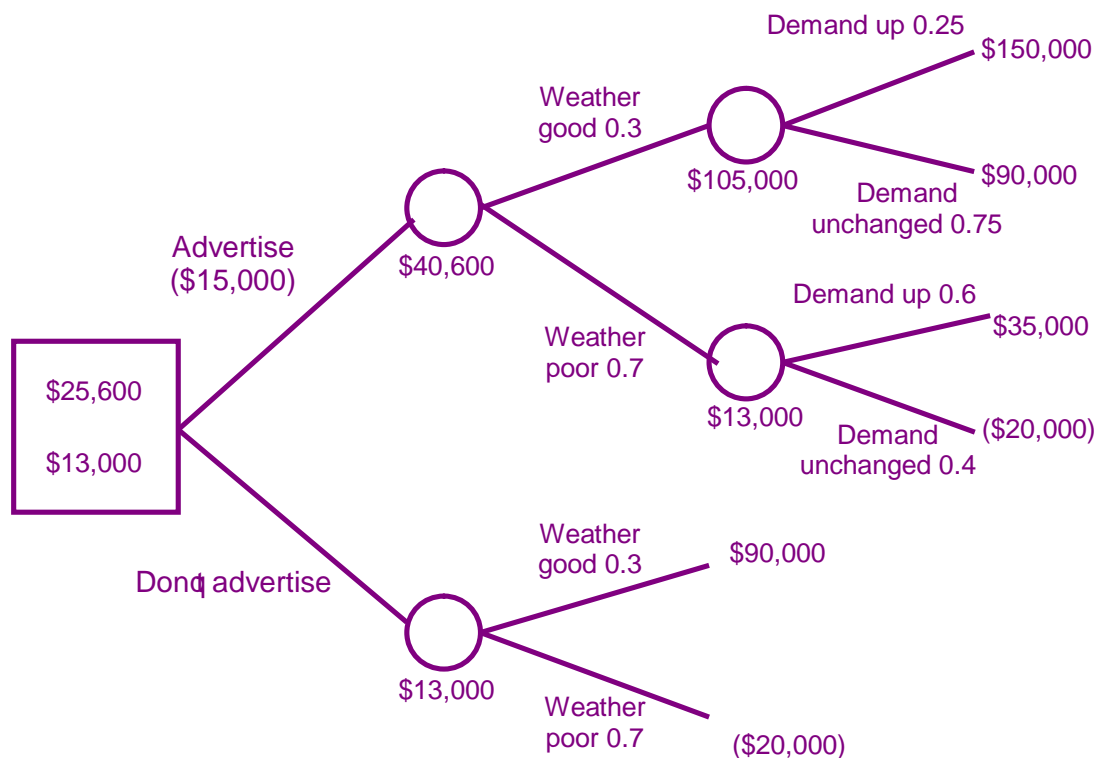 Demand up 0.25
$150,000
Weather
good 0.3
$105,000
$90,000
Demand
unchanged 0.75
Advertise
($15,000)
$40,600
Demand up 0.6
$35,000
Weather
poor 0.7
$13,000
($20,000)
Demand
unchanged 0.4
$25,600
$13,000
Weather
good 0.3
$90,000
advertise
$13,000
Weather
poor 0.7
($20,000)